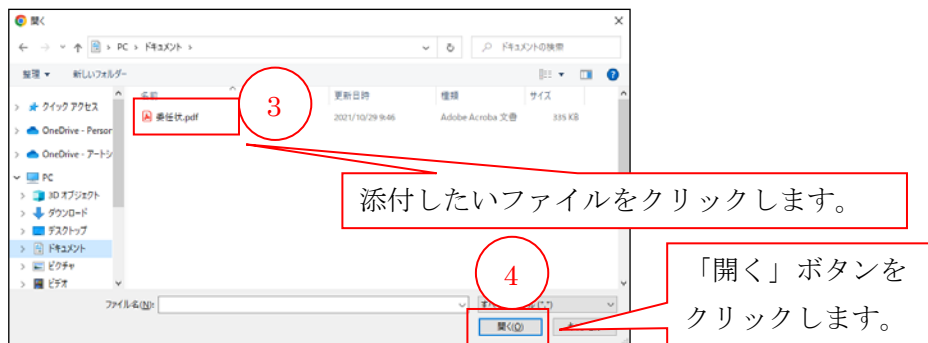 開く
PC › ドキュメント ›
ドキュメントの検索
整理 新しいフォルダー
名前 更新日時 種類 サイズ
クイック アクセス
委任状.pdf 2021/10/29 9:46 Adobe Acroba 文書 335 KB
3
OneDrive - Person
OneDrive - アートシ
PC
3D オブジェクト
ダウンロード
デスクトップ
ドキュメント
ピクチャ
ビデオ
添付したいファイルをクリックします。
4
「開く」ボタンを
クリックします。
ファイル名(N):
開く(O)